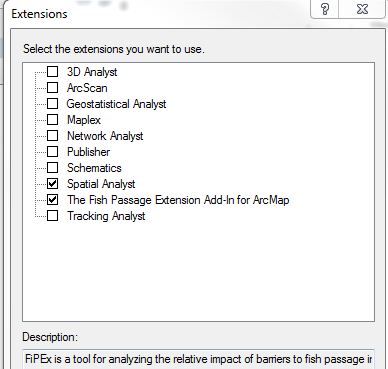 Extensions
Select the extensions you want to use.
3D Analyst
ArcScan
Geostatistical Analyst
Maplex
Network Analyst
Publisher
Schematics
Spatial Analyst
The Fish Passage Extension Add-In for ArcMap
Tracking Analyst
Description:
FiPEx is a tool for analyzing the relative impact of barriers to fish passage in